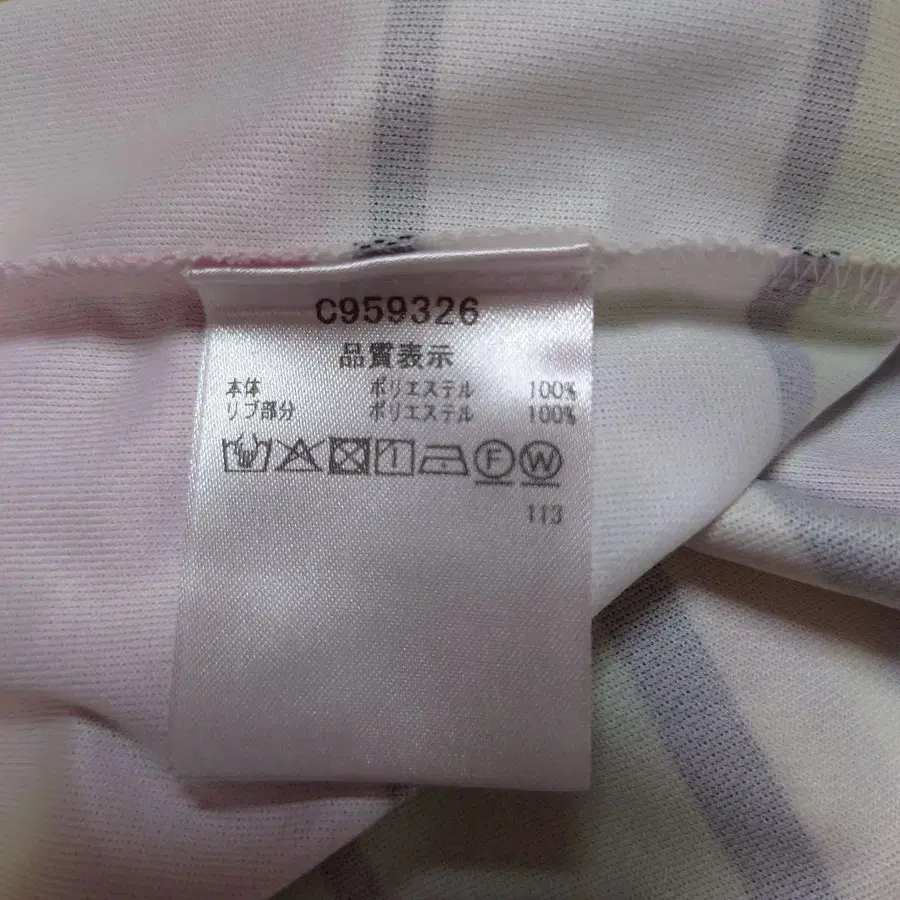 C959326
品質表示
本体 ポリエステル 100%
リブ部分 ポリエステル 100%
F W
113